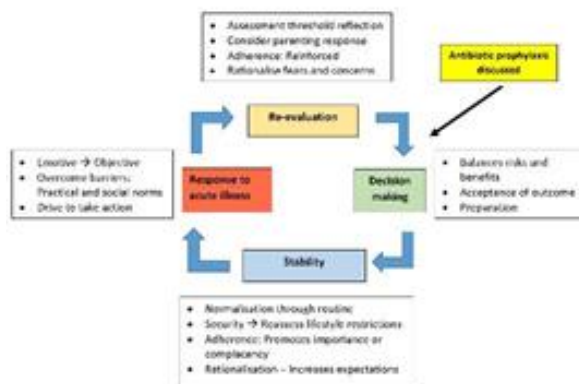 • Assessment threshold reflection
• Consider parenting response
• Adherence: Reinforced
• Rationalise fears and concerns
Antibiotic prophylaxis
discussed
Re-evaluation
• Emotive → Objective
• Overcome barriers:
Practical and social norms
• Drive to take action
Response to
acute illness
Decision
making
• Balances risks and
benefits
• Acceptance of outcome
• Preparation
Stability
• Normalisation through routine
• Security → Reassess lifestyle restrictions
• Adherence: Promotes importance or
complacency
• Rationalisation – Increases expectations